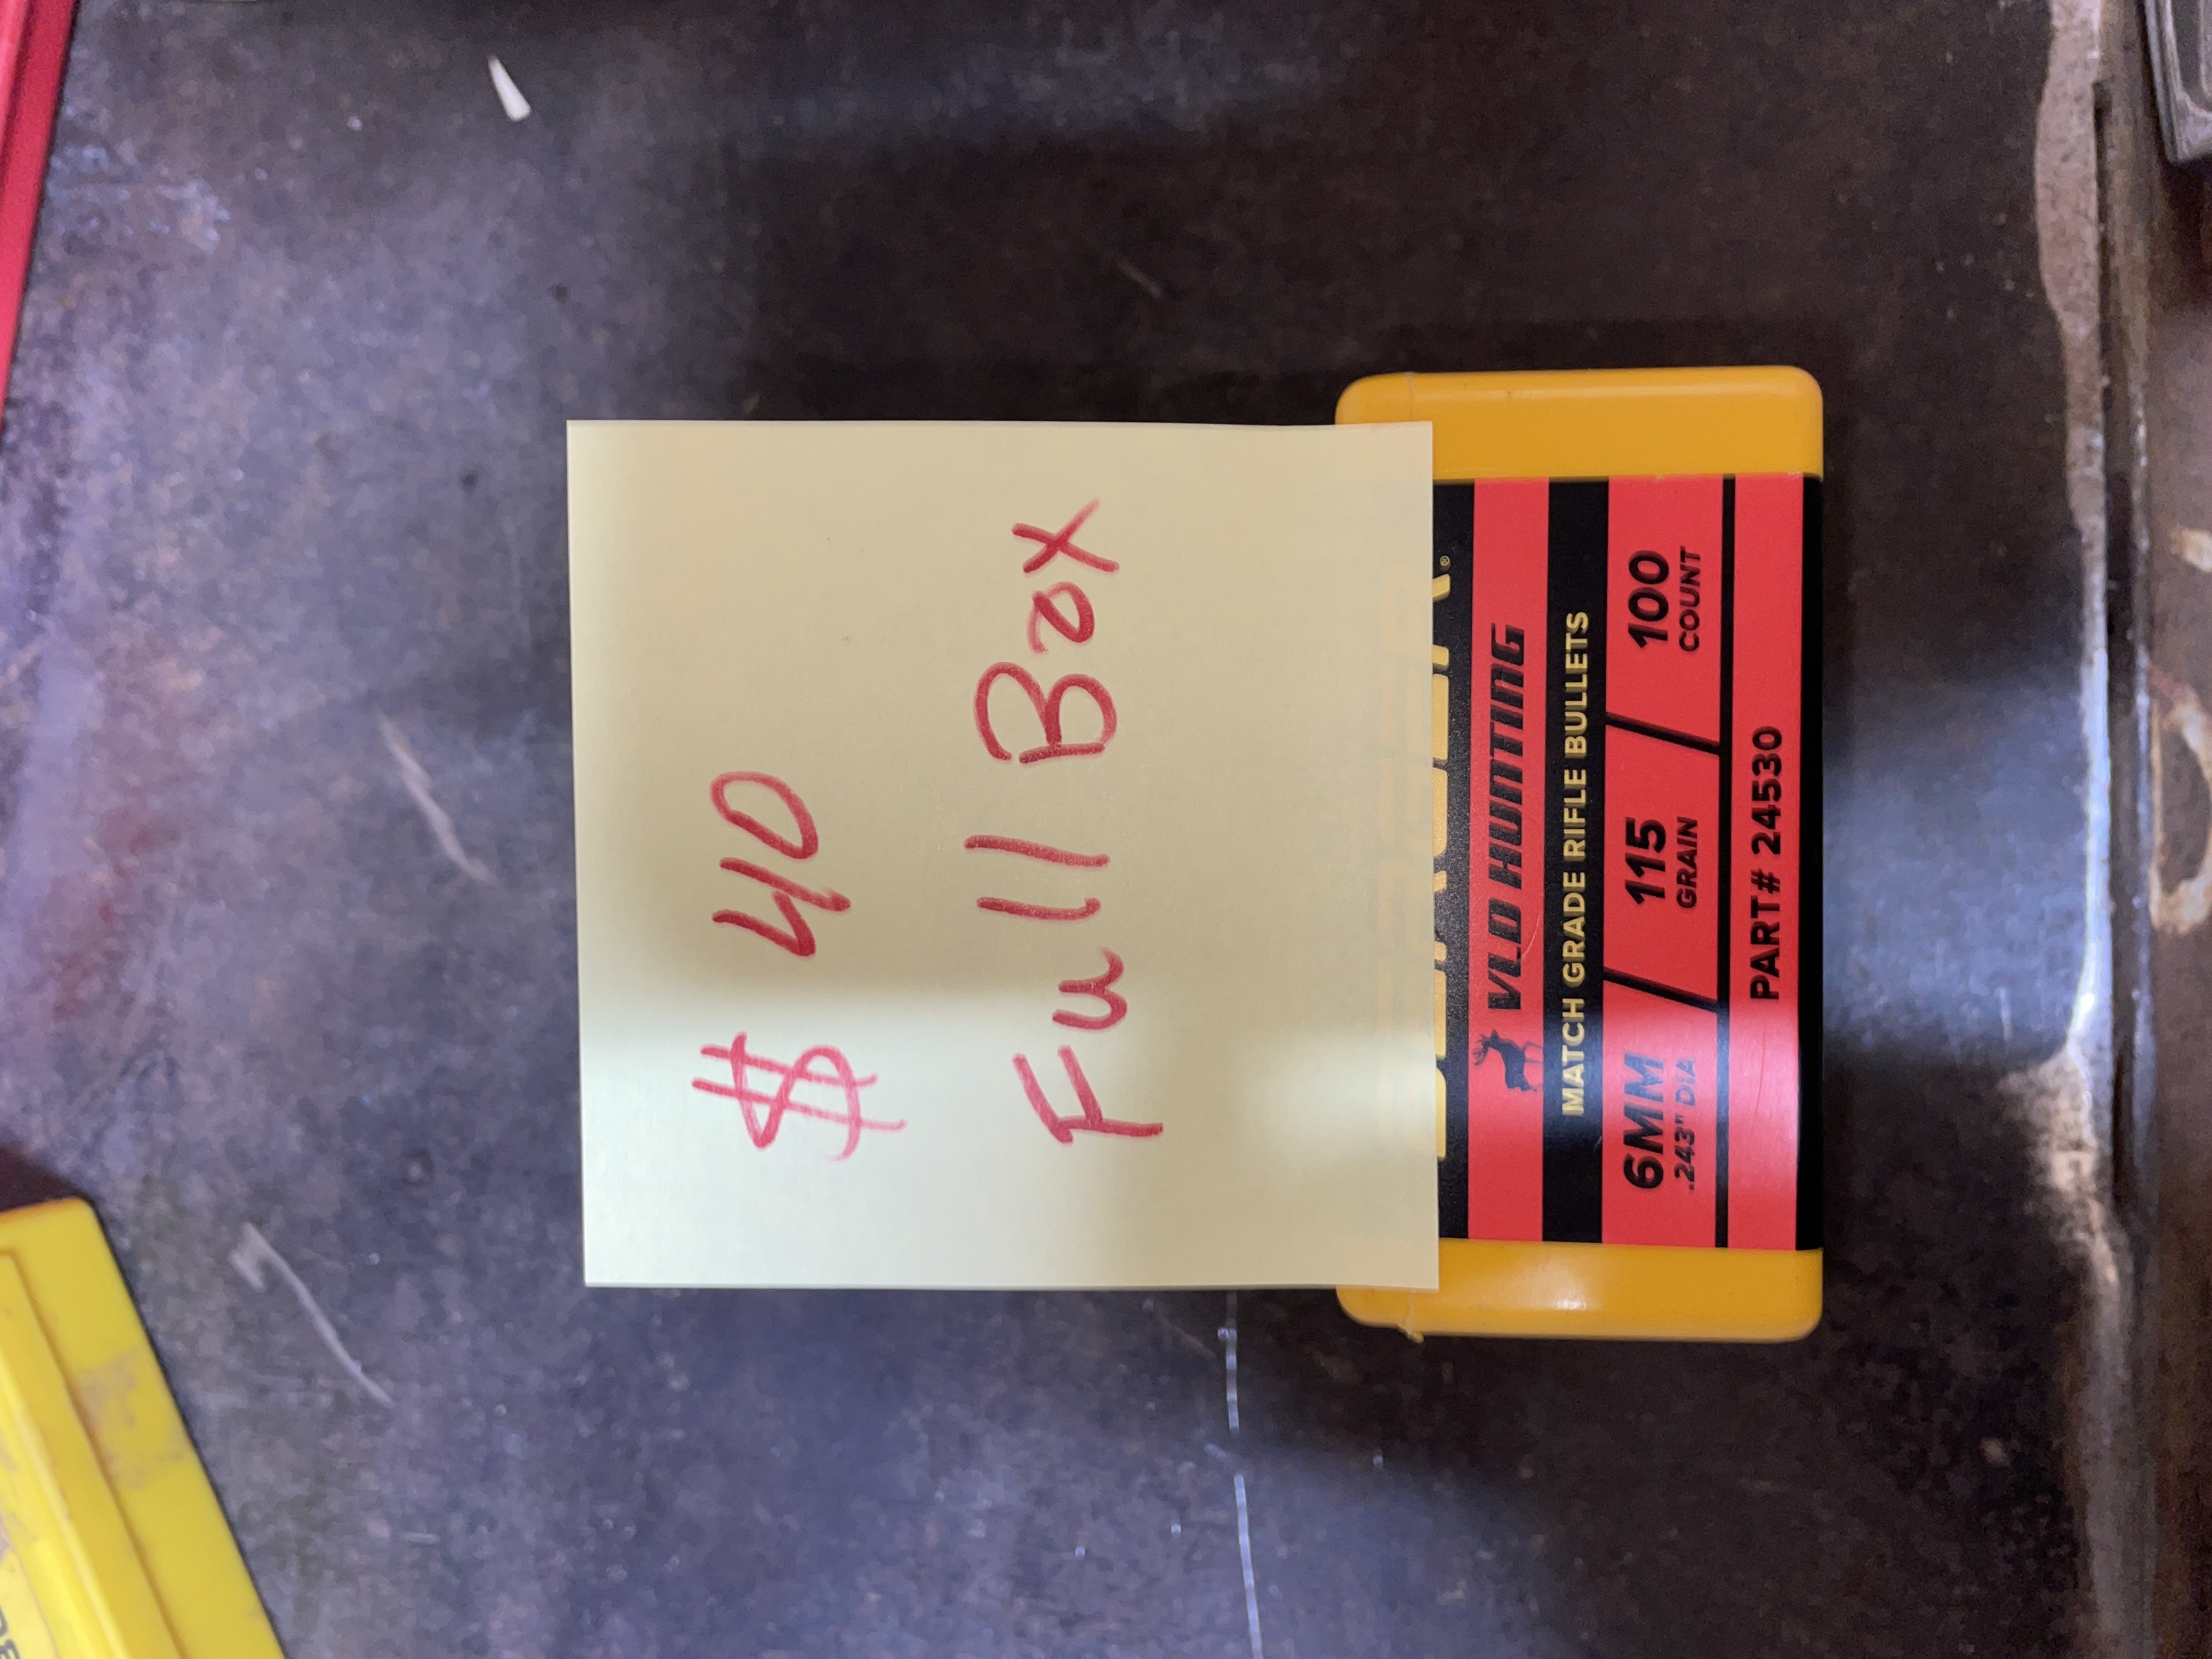 $40
Full Box
VLD HUNTING
MATCH GRADE RIFLE BULLETS
6MM
.243" DIA
115
GRAIN
100
COUNT
PART# 24530